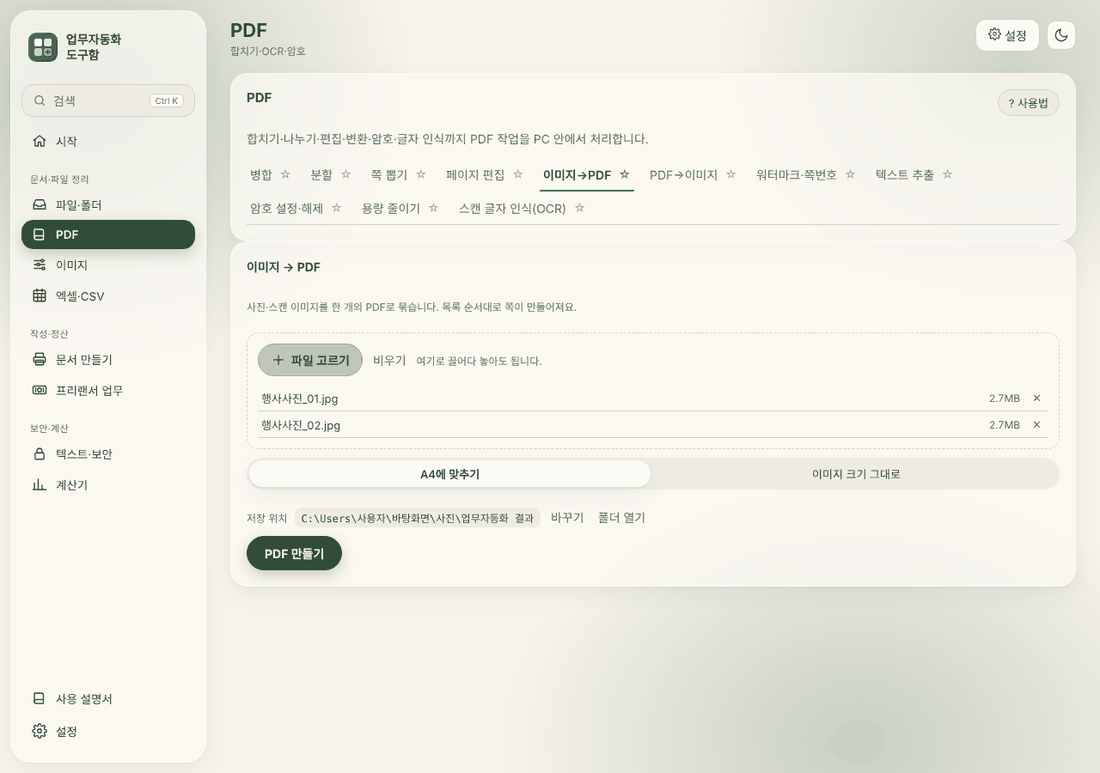 업무자동화
도구함
검색 Ctrl K
시작
문서·파일 정리
파일·폴더
PDF
이미지
엑셀·CSV
작성·정산
문서 만들기
프리랜서 업무
보안·계산
텍스트·보안
계산기
사용 설명서
설정
PDF
합치기·OCR·암호
설정
PDF
? 사용법
합치기·나누기·편집·변환·암호·글자 인식까지 PDF 작업을 PC 안에서 처리합니다.
병합 ☆ 분할 ☆ 쪽 뽑기 ☆ 페이지 편집 ☆ 이미지→PDF ☆ PDF→이미지 ☆ 워터마크·쪽번호 ☆ 텍스트 추출 ☆
암호 설정·해제 ☆ 용량 줄이기 ☆ 스캔 글자 인식(OCR) ☆
이미지 → PDF
사진·스캔 이미지를 한 개의 PDF로 묶습니다. 목록 순서대로 쪽이 만들어져요.
+ 파일 고르기 비우기 여기로 끌어다 놓아도 됩니다.
행사사진_01.jpg 2.7MB ×
행사사진_02.jpg 2.7MB ×
A4에 맞추기 이미지 크기 그대로
저장 위치 C:\Users\사용자\바탕화면\사진\업무자동화 결과 바꾸기 폴더 열기
PDF 만들기